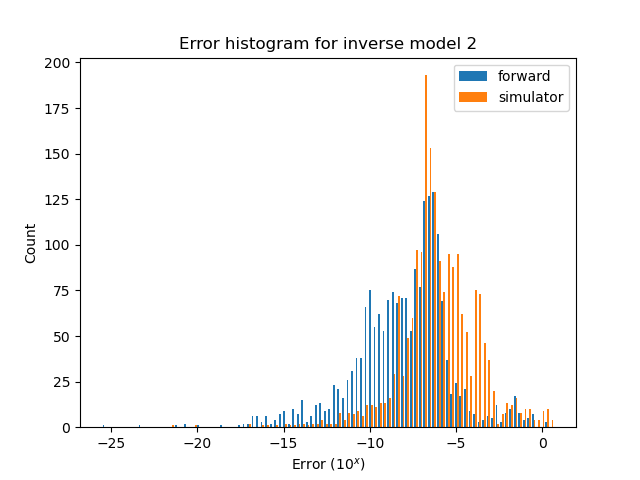 Error histogram for inverse model 2
forward
simulator
200
175
150
125
100
75
50
25
0
Count
−25 −20 −15 −10 −5 0
Error (10^x)